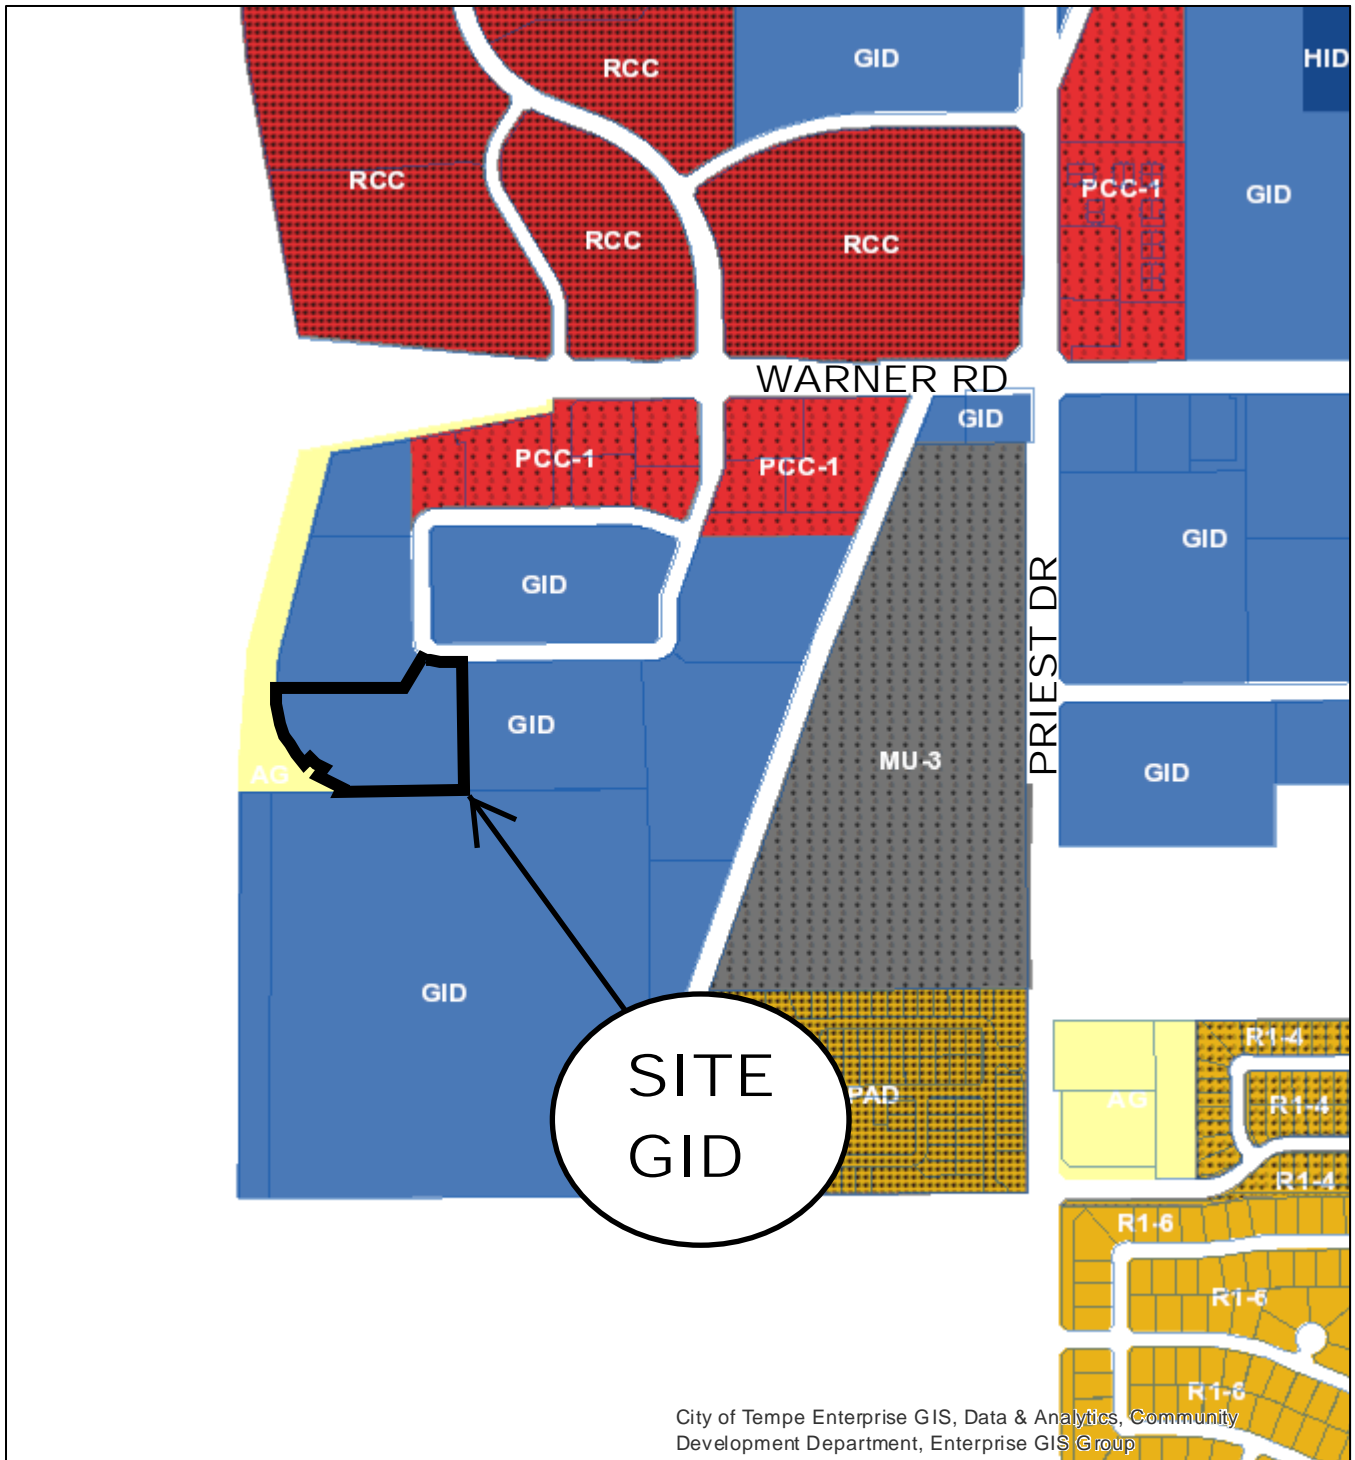 RCC
GID
HID
RCC
PCC-1
GID
RCC
RCC
WARNER RD
GID
PCC-1
PCC-1
GID
GID
PRIEST DR
GID
MU-3
GID
AG
GID
R1-4
SITE
GID
PAD
AG
R1-4
R1-4
R1-6
R1-6
R1-6
City of Tempe Enterprise GIS, Data & Analytics, Community
Development Department, Enterprise GIS Group